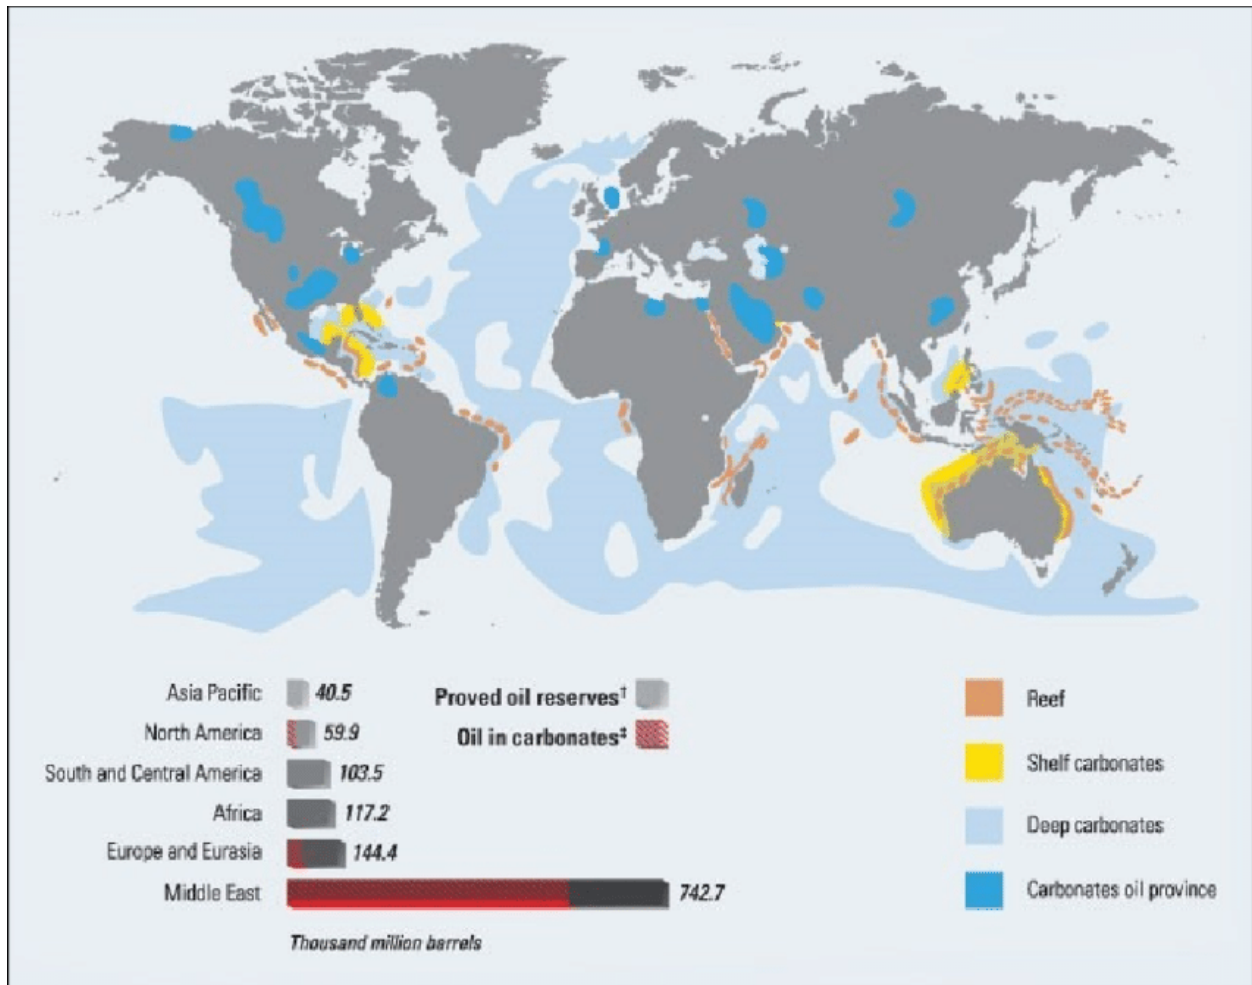 Asia Pacific 40.5
North America 59.9
South and Central America 103.5
Africa 117.2
Europe and Eurasia 144.4
Middle East 742.7
Thousand million barrels
Proved oil reserves†
Oil in carbonates‡
Reef
Shelf carbonates
Deep carbonates
Carbonates oil province